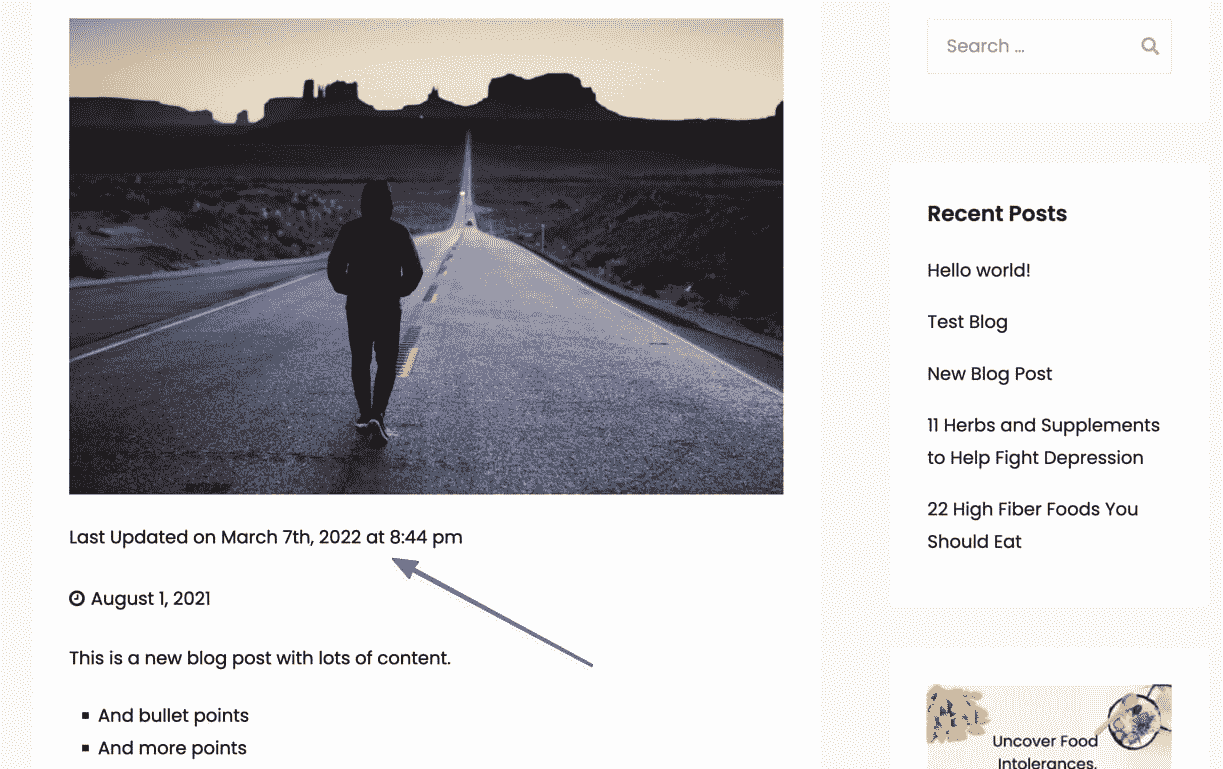 Search ...
Recent Posts
Hello world!
Test Blog
New Blog Post
11 Herbs and Supplements
to Help Fight Depression
22 High Fiber Foods You
Should Eat
Last Updated on March 7th, 2022 at 8:44 pm
August 1, 2021
This is a new blog post with lots of content.
And bullet points
And more points
Uncover Food
Intolerances.